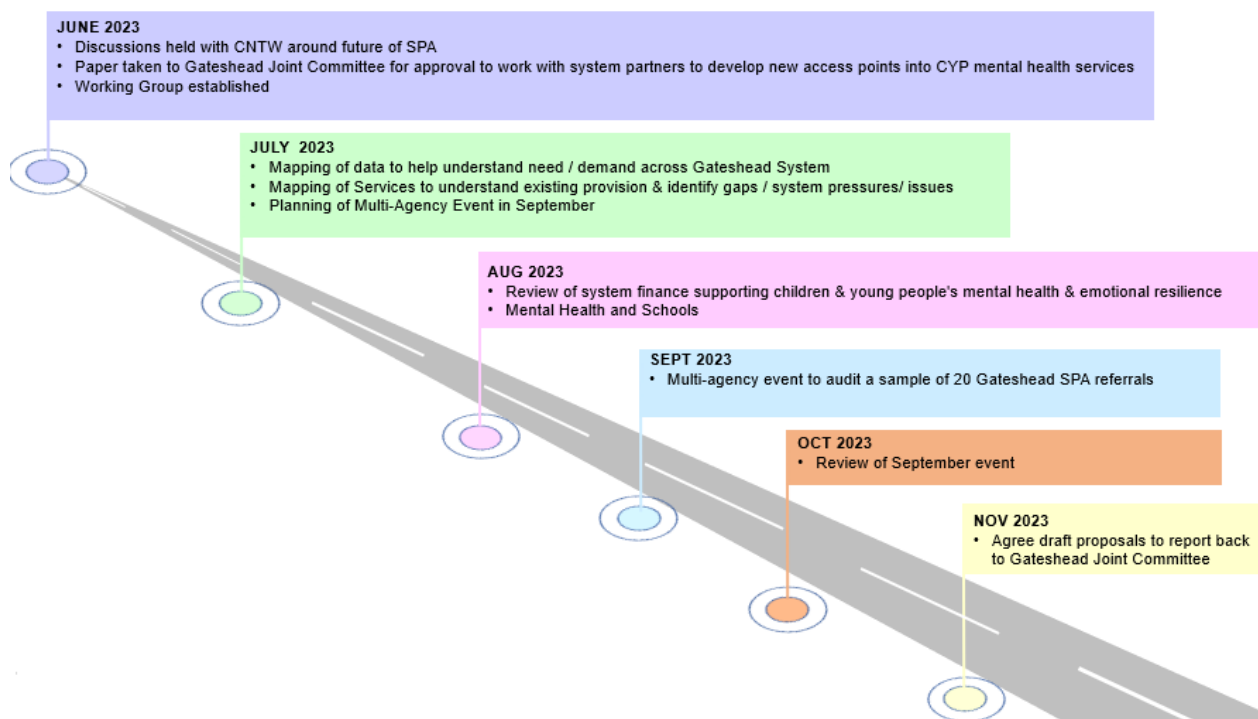 JUNE 2023
• Discussions held with CNTW around future of SPA
• Paper taken to Gateshead Joint Committee for approval to work with system partners to develop new access points into CYP mental health services
• Working Group established
JULY 2023
• Mapping of data to help understand need / demand across Gateshead System
• Mapping of Services to understand existing provision & identify gaps / system pressures/ issues
• Planning of Multi-Agency Event in September
AUG 2023
• Review of system finance supporting children & young people's mental health & emotional resilience
• Mental Health and Schools
SEPT 2023
• Multi-agency event to audit a sample of 20 Gateshead SPA referrals
OCT 2023
• Review of September event
NOV 2023
• Agree draft proposals to report back
to Gateshead Joint Committee